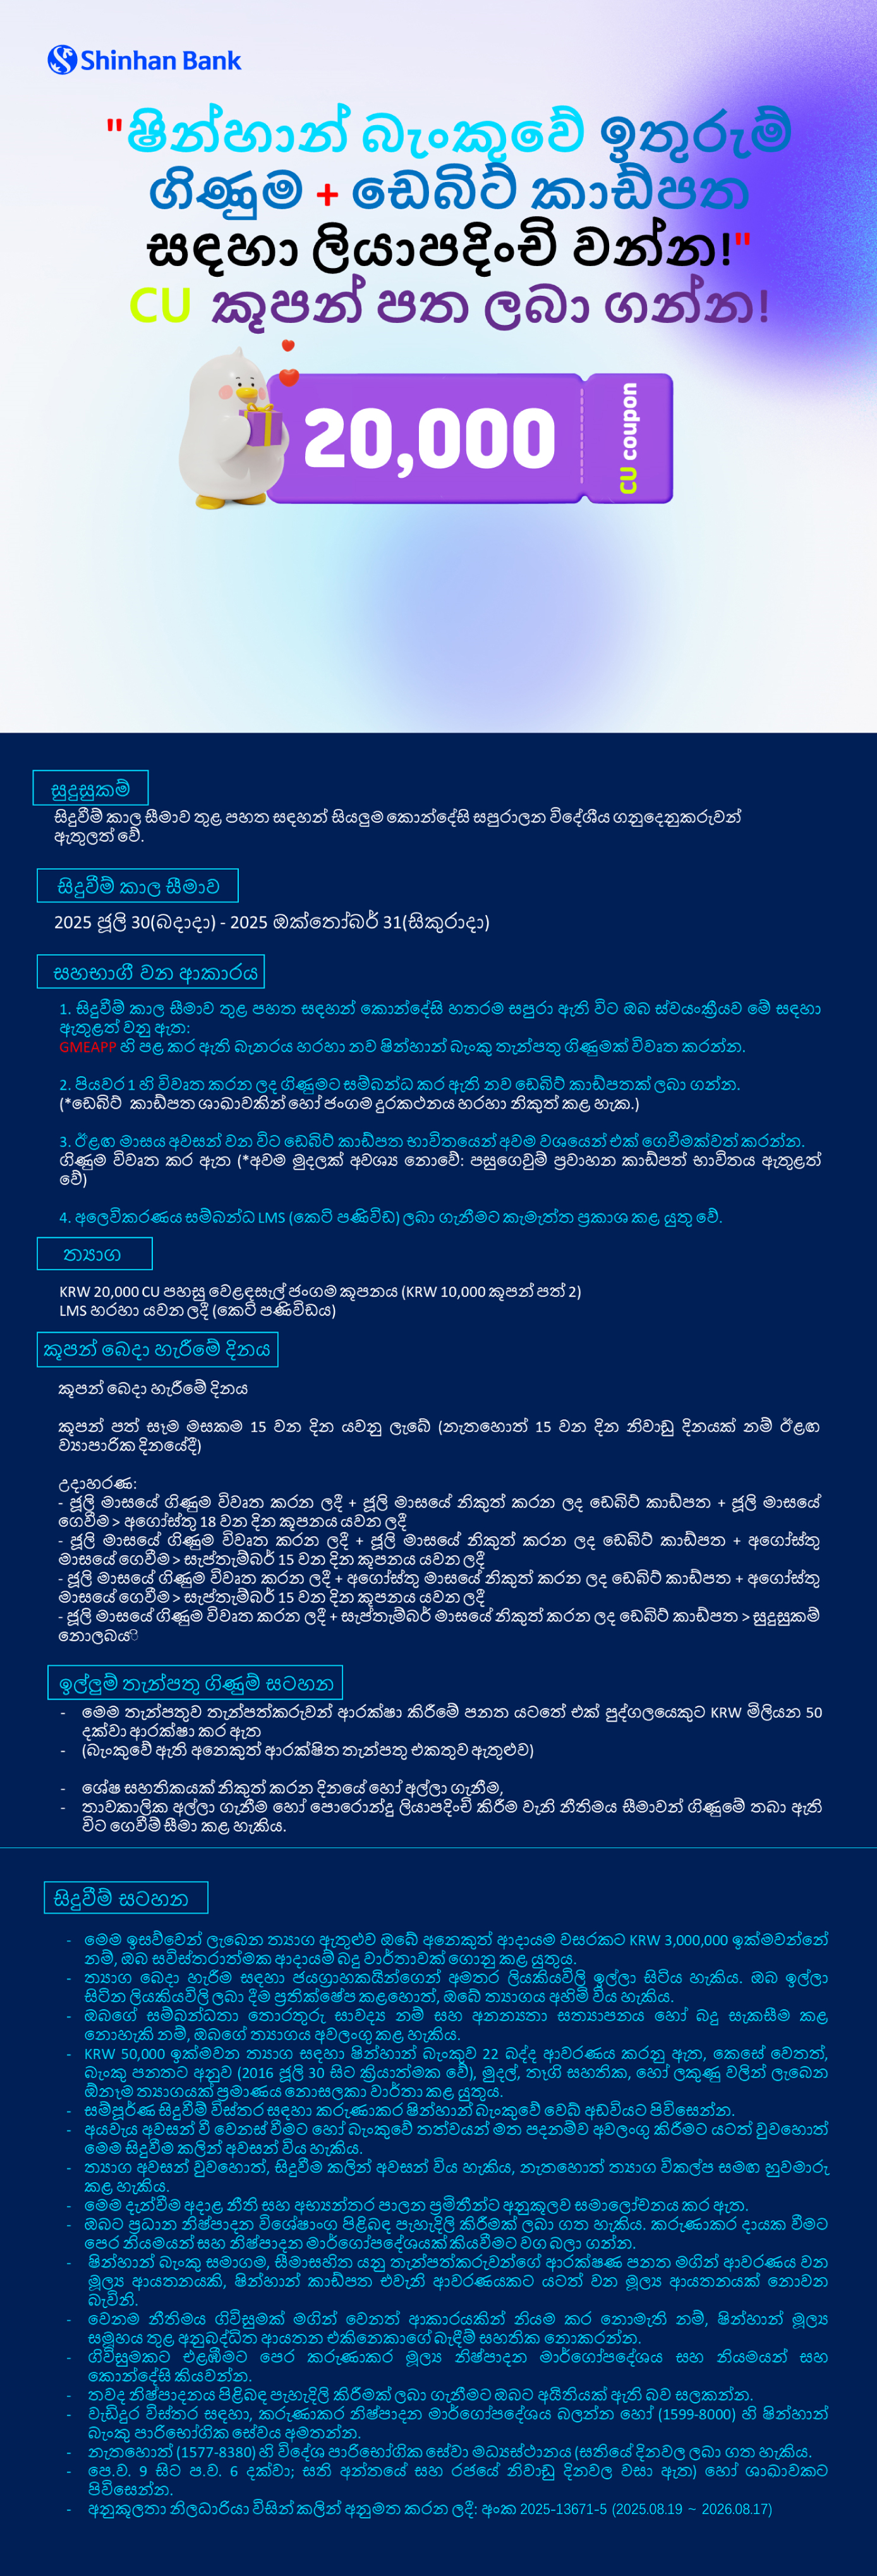 Shinhan Bank
"ෂින්හාන් බැංකුවේ ඉතුරුම්
ගිණුම + ඩෙබිට් කාඩ්පත
සඳහා ලියාපදිංචි වන්න!"
CU කූපන් පත ලබා ගන්න!
20,000
CU coupon
සුදුසුකම්
සිදුවීම් කාල සීමාව තුළ පහත සඳහන් සියලුම කොන්දේසි සපුරාලන විදේශීය ගනුදෙනුකරුවන්
ඇතුලත් වේ.
සිදුවීම් කාල සීමාව
2025 ජූලි 30(බදාදා) - 2025 ඔක්තෝබර් 31(සිකුරාදා)
සහභාගී වන ආකාරය
1. සිදුවීම් කාල සීමාව තුළ පහත සඳහන් කොන්දේසි හතරම සපුරා ඇති විට ඔබ ස්වයංක්‍රීයව මේ සඳහා
ඇතුළත් වනු ඇත:
GMEAPP හි පළ කර ඇති බැනරය හරහා නව ෂින්හාන් බැංකු තැන්පතු ගිණුමක් විවෘත කරන්න.
2. පියවර 1 හි විවෘත කරන ලද ගිණුමට සම්බන්ධ කර ඇති නව ඩෙබිට් කාඩ්පතක් ලබා ගන්න.
(*ඩෙබිට් කාඩ්පත ශාඛාවකින් හෝ ජංගම දුරකථනය හරහා නිකුත් කළ හැක.)
3. ඊළඟ මාසය අවසන් වන විට ඩෙබිට් කාඩ්පත භාවිතයෙන් අවම වශයෙන් එක් ගෙවීමක්වත් කරන්න.
ගිණුම විවෘත කර ඇත (*අවම මුදලක් අවශ්‍ය නොවේ: පසුගෙවුම් ප්‍රවාහන කාඩ්පත් භාවිතය ඇතුළත්
වේ)
4. අලෙවිකරණය සම්බන්ධ LMS (කෙටි පණිවිඩ) ලබා ගැනීමට කැමැත්ත ප්‍රකාශ කළ යුතු වේ.
ත්‍යාග
KRW 20,000 CU පහසු වෙළඳසැල් ජංගම කූපනය (KRW 10,000 කූපන් පත් 2)
LMS හරහා යවන ලදී (කෙටි පණිවිඩය)
කූපන් බෙදා හැරීමේ දිනය
කූපන් බෙදා හැරීමේ දිනය
කූපන් පත් සෑම මසකම 15 වන දින යවනු ලැබේ (නැතහොත් 15 වන දින නිවාඩු දිනයක් නම් ඊළඟ
ව්‍යාපාරික දිනයේදී)
උදාහරණ:
- ජූලි මාසයේ ගිණුම විවෘත කරන ලදී + ජූලි මාසයේ නිකුත් කරන ලද ඩෙබිට් කාඩ්පත + ජූලි මාසයේ
ගෙවීම > අගෝස්තු 18 වන දින කූපනය යවන ලදී
- ජූලි මාසයේ ගිණුම විවෘත කරන ලදී + ජූලි මාසයේ නිකුත් කරන ලද ඩෙබිට් කාඩ්පත + අගෝස්තු
මාසයේ ගෙවීම > සැප්තැම්බර් 15 වන දින කූපනය යවන ලදී
- ජූලි මාසයේ ගිණුම විවෘත කරන ලදී + අගෝස්තු මාසයේ නිකුත් කරන ලද ඩෙබිට් කාඩ්පත + අගෝස්තු
මාසයේ ගෙවීම > සැප්තැම්බර් 15 වන දින කූපනය යවන ලදී
- ජූලි මාසයේ ගිණුම විවෘත කරන ලදී + සැප්තැම්බර් මාසයේ නිකුත් කරන ලද ඩෙබිට් කාඩ්පත > සුදුසුකම්
නොලබයි
ඉල්ලුම් තැන්පතු ගිණුම් සටහන
- මෙම තැන්පතුව තැන්පත්කරුවන් ආරක්ෂා කිරීමේ පනත යටතේ එක් පුද්ගලයෙකුට KRW මිලියන 50
දක්වා ආරක්ෂා කර ඇත
- (බැංකුවේ ඇති අනෙකුත් ආරක්ෂිත තැන්පතු එකතුව ඇතුළුව)
- ශේෂ සහතිකයක් නිකුත් කරන දිනයේ හෝ අල්ලා ගැනීම,
- තාවකාලික අල්ලා ගැනීම හෝ පොරොන්දු ලියාපදිංචි කිරීම වැනි නීතිමය සීමාවන් ගිණුමේ තබා ඇති
විට ගෙවීම් සීමා කළ හැකිය.
සිදුවීම් සටහන
- මෙම ඉසව්වෙන් ලැබෙන ත්‍යාග ඇතුළුව ඔබේ අනෙකුත් ආදායම වසරකට KRW 3,000,000 ඉක්මවන්නේ
නම්, ඔබ සවිස්තරාත්මක ආදායම් බදු වාර්තාවක් ගොනු කළ යුතුය.
- ත්‍යාග බෙදා හැරීම සඳහා ජයග්‍රාහකයින්ගෙන් අමතර ලියකියවිලි ඉල්ලා සිටිය හැකිය. ඔබ ඉල්ලා
සිටින ලියකියවිලි ලබා දීම ප්‍රතික්ෂේප කළහොත්, ඔබේ ත්‍යාගය අහිමි විය හැකිය.
- ඔබගේ සම්බන්ධතා තොරතුරු සාවද්‍ය නම් සහ අනන්‍යතා සත්‍යාපනය හෝ බදු සැකසීම කළ
නොහැකි නම්, ඔබගේ ත්‍යාගය අවලංගු කළ හැකිය.
- KRW 50,000 ඉක්මවන ත්‍යාග සඳහා ෂින්හාන් බැංකුව 22 බද්ද ආවරණය කරනු ඇත, කෙසේ වෙතත්,
බැංකු පනතට අනුව (2016 ජූලි 30 සිට ක්‍රියාත්මක වේ), මුදල්, තෑගි සහතික, හෝ ලකුණු වලින් ලැබෙන
ඕනෑම ත්‍යාගයක් ප්‍රමාණය නොසලකා වාර්තා කළ යුතුය.
- සම්පූර්ණ සිදුවීම් විස්තර සඳහා කරුණාකර ෂින්හාන් බැංකුවේ වෙබ් අඩවියට පිවිසෙන්න.
- අයවැය අවසන් වී වෙනස් වීමට හෝ බැංකුවේ තත්වයන් මත පදනම්ව අවලංගු කිරීමට යටත් වුවහොත්
මෙම සිදුවීම කලින් අවසන් විය හැකිය.
- ත්‍යාග අවසන් වුවහොත්, සිදුවීම කලින් අවසන් විය හැකිය, නැතහොත් ත්‍යාග විකල්ප සමඟ හුවමාරු
කළ හැකිය.
- මෙම දැන්වීම අදාළ නීති සහ අභ්‍යන්තර පාලන ප්‍රමිතීන්ට අනුකූලව සමාලෝචනය කර ඇත.
- ඔබට ප්‍රධාන නිෂ්පාදන විශේෂාංග පිළිබඳ පැහැදිලි කිරීමක් ලබා ගත හැකිය. කරුණාකර දායක වීමට
පෙර නියමයන් සහ නිෂ්පාදන මාර්ගෝපදේශයක් කියවීමට වග බලා ගන්න.
- ෂින්හාන් බැංකු සමාගම, සීමාසහිත යනු තැන්පත්කරුවන්ගේ ආරක්ෂණ පනත මගින් ආවරණය වන
මූල්‍ය ආයතනයකි, ෂින්හාන් කාඩ්පත එවැනි ආවරණයකට යටත් වන මූල්‍ය ආයතනයක් නොවන
බැවිනි.
- වෙනම නීතිමය ගිවිසුමක් මගින් වෙනත් ආකාරයකින් නියම කර නොමැති නම්, ෂින්හාන් මූල්‍ය
සමූහය තුළ අනුබද්ධිත ආයතන එකිනෙකාගේ බැඳීම් සහතික නොකරන්න.
- ගිවිසුමකට එළඹීමට පෙර කරුණාකර මූල්‍ය නිෂ්පාදන මාර්ගෝපදේශය සහ නියමයන් සහ
කොන්දේසි කියවන්න.
- තවද නිෂ්පාදනය පිළිබඳ පැහැදිලි කිරීමක් ලබා ගැනීමට ඔබට අයිතියක් ඇති බව සලකන්න.
- වැඩිදුර විස්තර සඳහා, කරුණාකර නිෂ්පාදන මාර්ගෝපදේශය බලන්න හෝ (1599-8000) හි ෂින්හාන්
බැංකු පාරිභෝගික සේවය අමතන්න.
- නැතහොත් (1577-8380) හි විදේශ පාරිභෝගික සේවා මධ්‍යස්ථානය (සතියේ දිනවල ලබා ගත හැකිය.
- පෙ.ව. 9 සිට ප.ව. 6 දක්වා; සති අන්තයේ සහ රජයේ නිවාඩු දිනවල වසා ඇත) හෝ ශාඛාවකට
පිවිසෙන්න.
- අනුකූලතා නිලධාරියා විසින් කලින් අනුමත කරන ලදී: අංක 2025-13671-5 (2025.08.19 ~ 2026.08.17)